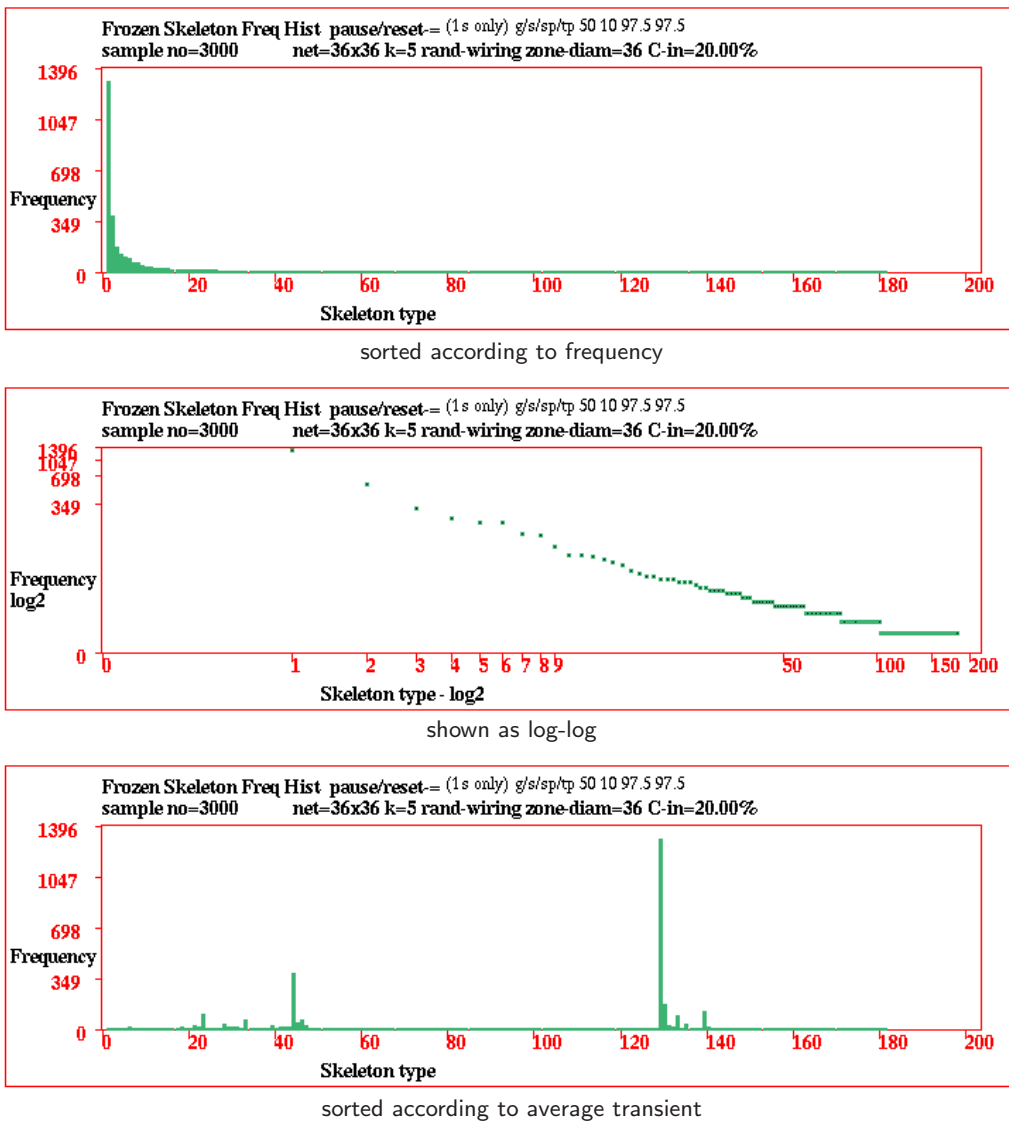 Frozen Skeleton Freq Hist pause/reset-= (1s only) g/s/sp/tp 50 10 97.5 97.5
sample no=3000 net=36x36 k=5 rand-wiring zone-diam=36 C-in=20.00%
1396
1047
698
Frequency
349
0
0 20 40 60 80 100 120 140 160 180 200
Skeleton type
sorted according to frequency
Frozen Skeleton Freq Hist pause/reset-= (1s only) g/s/sp/tp 50 10 97.5 97.5
sample no=3000 net=36x36 k=5 rand-wiring zone-diam=36 C-in=20.00%
1396
1047
698
349
Frequency
log2
0
0 1 2 3 4 5 6 7 8 9 50 100 150 200
Skeleton type - log2
shown as log-log
Frozen Skeleton Freq Hist pause/reset-= (1s only) g/s/sp/tp 50 10 97.5 97.5
sample no=3000 net=36x36 k=5 rand-wiring zone-diam=36 C-in=20.00%
1396
1047
698
Frequency
349
0
0 20 40 60 80 100 120 140 160 180 200
Skeleton type
sorted according to average transient